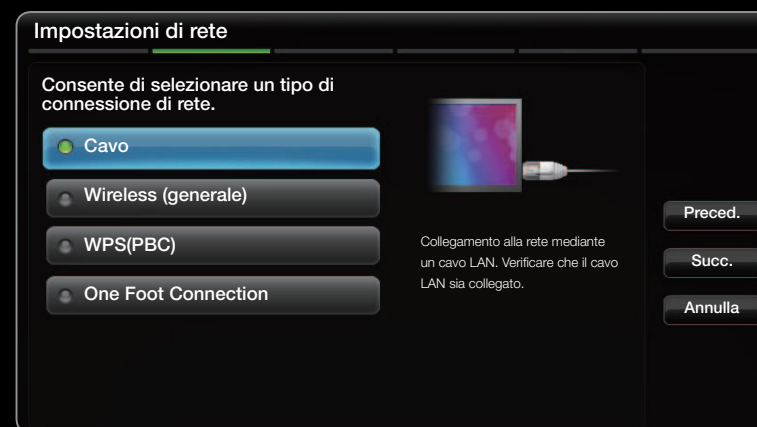 Impostazioni di rete
Consente di selezionare un tipo di
connessione di rete.
Cavo
Wireless (generale)
WPS(PBC)
One Foot Connection
Collegamento alla rete mediante
un cavo LAN. Verificare che il cavo
LAN sia collegato.
Preced.
Succ.
Annulla